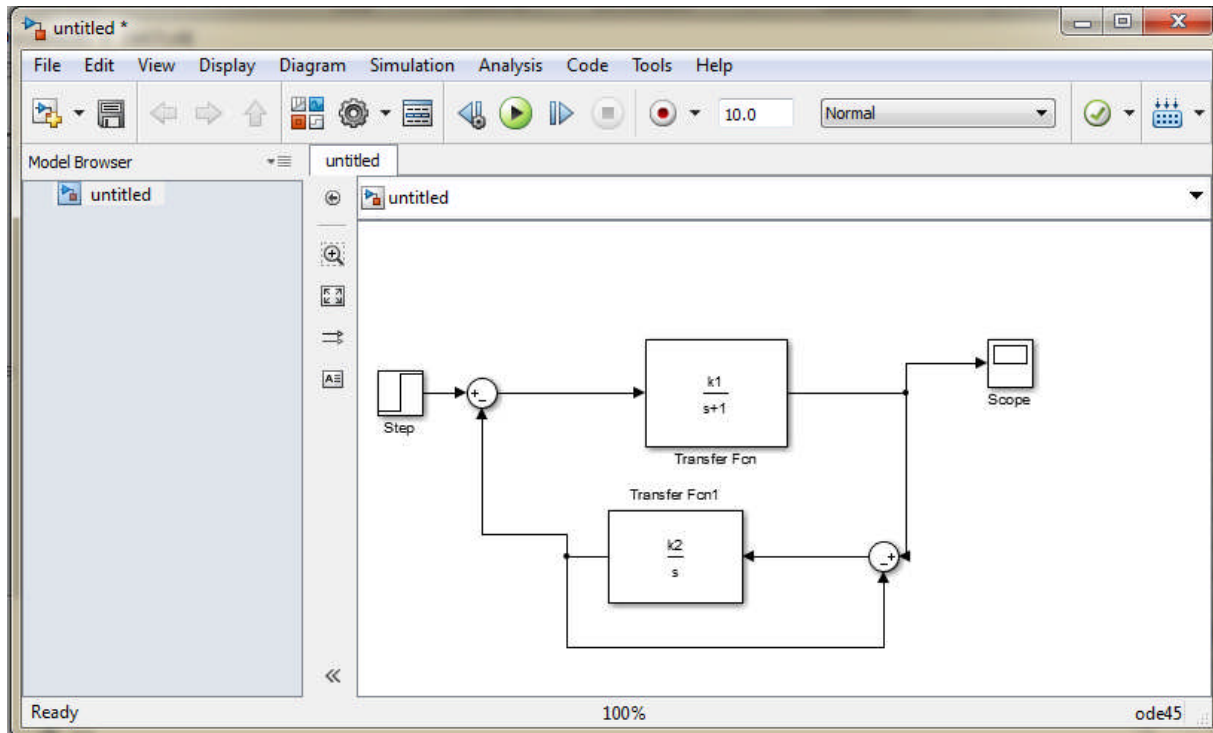 untitled *
File Edit View Display Diagram Simulation Analysis Code Tools Help
10.0 Normal
Model Browser
untitled
untitled
untitled
k1
s+1
Step
Scope
Transfer Fcn
Transfer Fcn1
k2
s
Ready 100% ode45